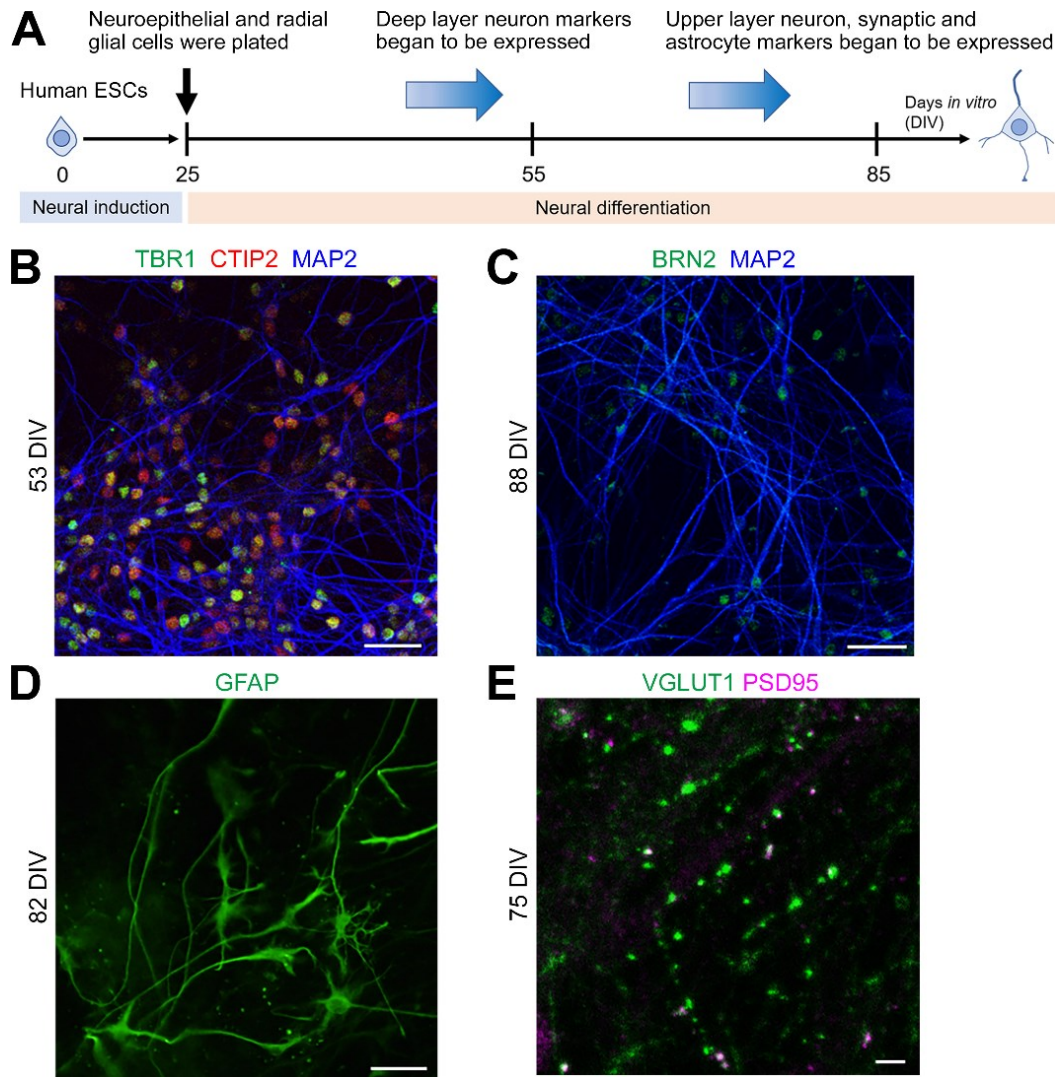 A
Neuroepithelial and radial
glial cells were plated
Deep layer neuron markers
began to be expressed
Upper layer neuron, synaptic and
astrocyte markers began to be expressed
Human ESCs
Days in vitro
(DIV)
0
25
55
85
Neural induction
Neural differentiation
B
TBR1 CTIP2 MAP2
53 DIV
C
BRN2 MAP2
88 DIV
D
GFAP
82 DIV
E
VGLUT1 PSD95
75 DIV